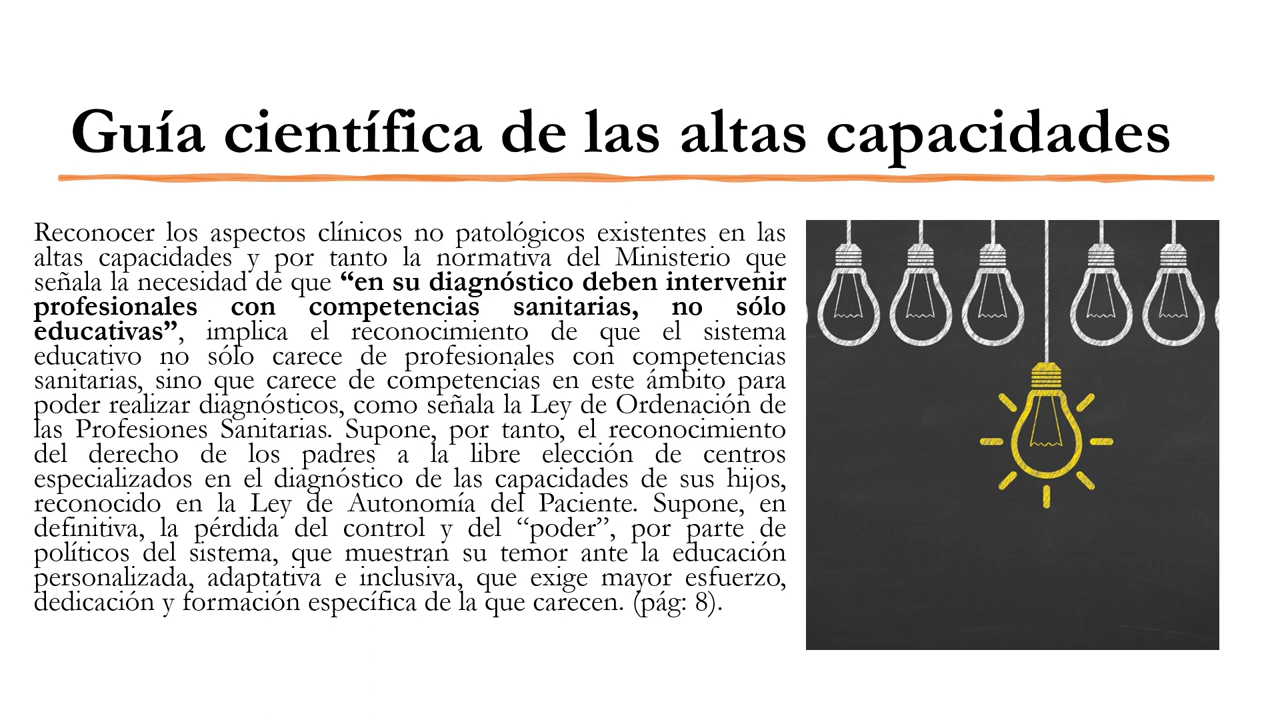 Guía científica de las altas capacidades
Reconocer los aspectos clínicos no patológicos existentes en las
altas capacidades y por tanto la normativa del Ministerio que
señala la necesidad de que “en su diagnóstico deben intervenir
profesionales con competencias sanitarias, no sólo
educativas”, implica el reconocimiento de que el sistema
educativo no sólo carece de profesionales con competencias
sanitarias, sino que carece de competencias en este ámbito para
poder realizar diagnósticos, como señala la Ley de Ordenación de
las Profesiones Sanitarias. Supone, por tanto, el reconocimiento
del derecho de los padres a la libre elección de centros
especializados en el diagnóstico de las capacidades de sus hijos,
reconocido en la Ley de Autonomía del Paciente. Supone, en
definitiva, la pérdida del control y del “poder”, por parte de
políticos del sistema, que muestran su temor ante la educación
personalizada, adaptativa e inclusiva, que exige mayor esfuerzo,
dedicación y formación específica de la que carecen. (pág: 8).